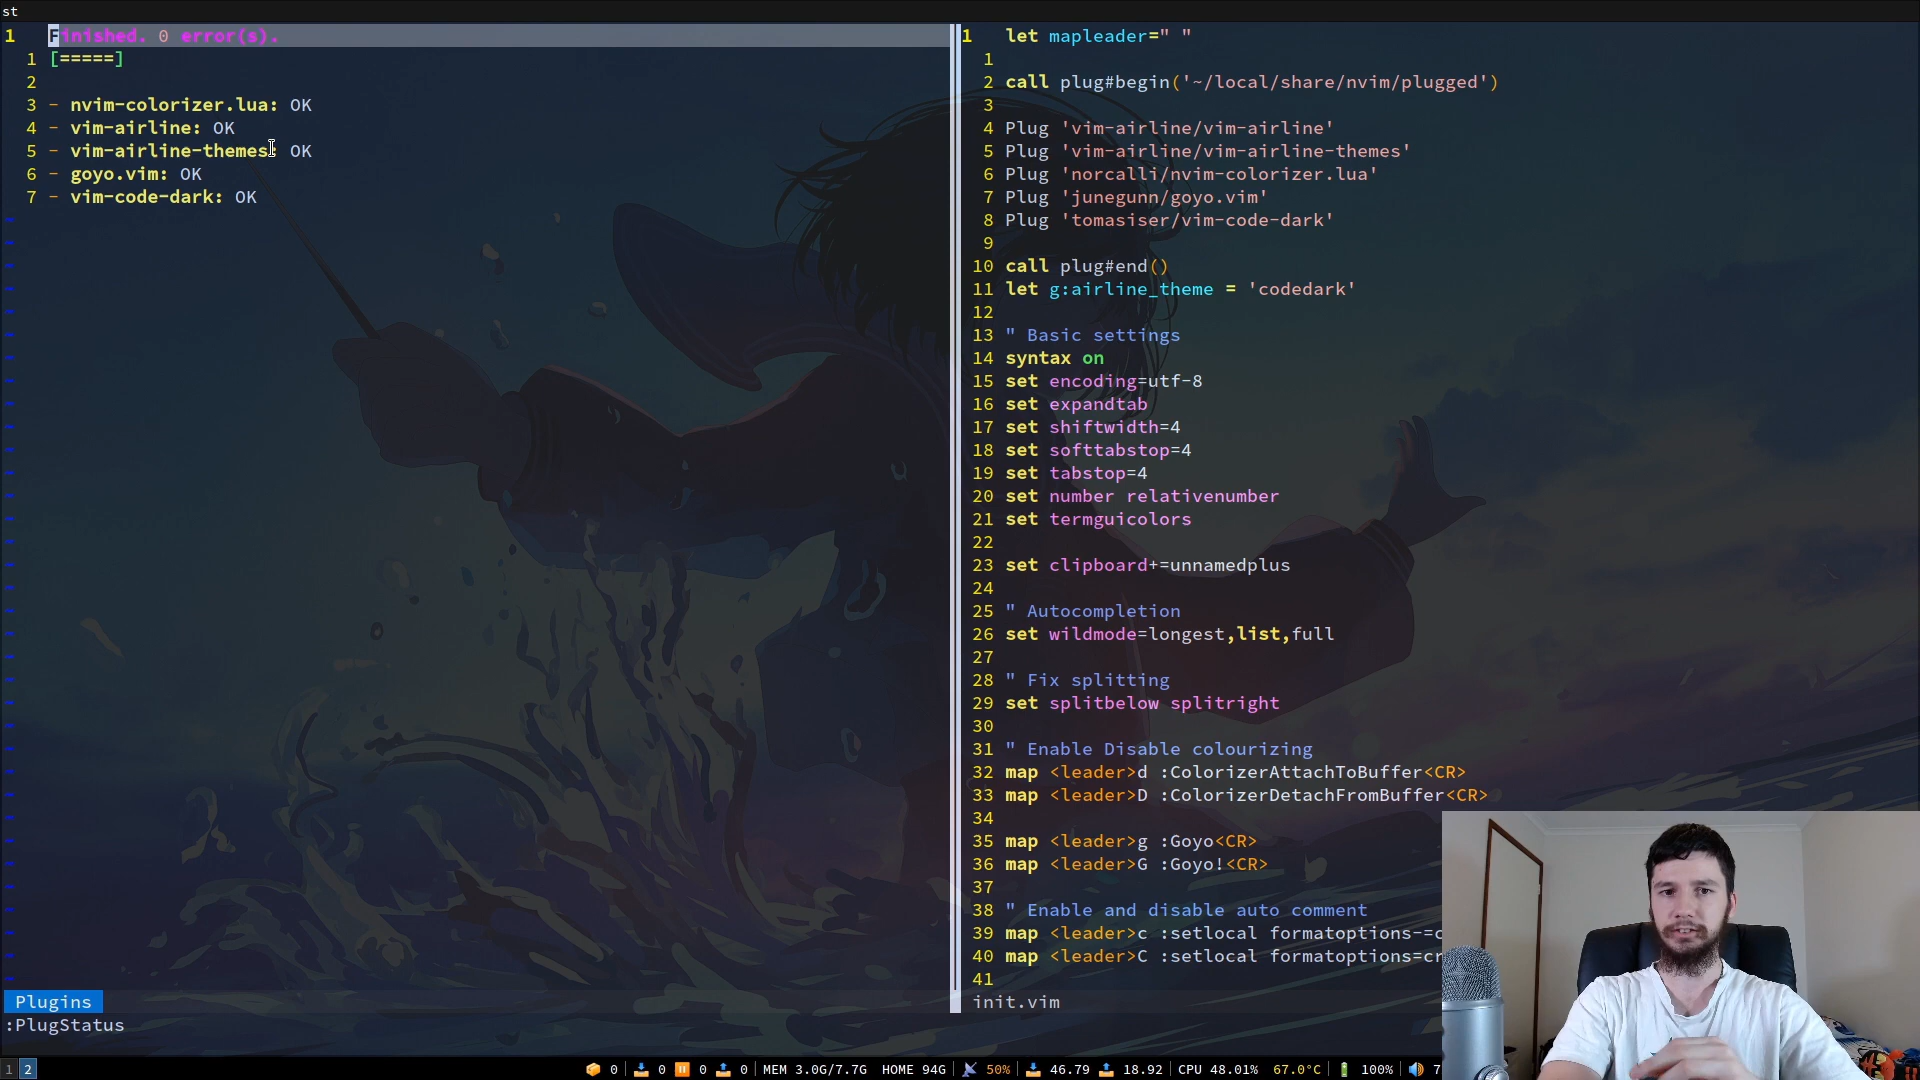 st
1 Finished. 0 error(s).
1 [=====]
2
3 - nvim-colorizer.lua: OK
4 - vim-airline: OK
5 - vim-airline-themes: OK
6 - goyo.vim: OK
7 - vim-code-dark: OK
Plugins
:PlugStatus
1 let mapleader=" "
1
2 call plug#begin('~/local/share/nvim/plugged')
3
4 Plug 'vim-airline/vim-airline'
5 Plug 'vim-airline/vim-airline-themes'
6 Plug 'norcalli/nvim-colorizer.lua'
7 Plug 'junegunn/goyo.vim'
8 Plug 'tomasiser/vim-code-dark'
9
10 call plug#end()
11 let g:airline_theme = 'codedark'
12
13 " Basic settings
14 syntax on
15 set encoding=utf-8
16 set expandtab
17 set shiftwidth=4
18 set softtabstop=4
19 set tabstop=4
20 set number relativenumber
21 set termguicolors
22
23 set clipboard+=unnamedplus
24
25 " Autocompletion
26 set wildmode=longest,list,full
27
28 " Fix splitting
29 set splitbelow splitright
30
31 " Enable Disable colourizing
32 map <leader>d :ColorizerAttachToBuffer<CR>
33 map <leader>D :ColorizerDetachFromBuffer<CR>
34
35 map <leader>g :Goyo<CR>
36 map <leader>G :Goyo!<CR>
37
38 " Enable and disable auto comment
39 map <leader>c :setlocal formatoptions-=c
40 map <leader>C :setlocal formatoptions=cr
41
init.vim
1 2 0 0 0 0 MEM 3.0G/7.7G HOME 94G 50% 46.79 18.92 CPU 48.01% 67.0°C 100% 7